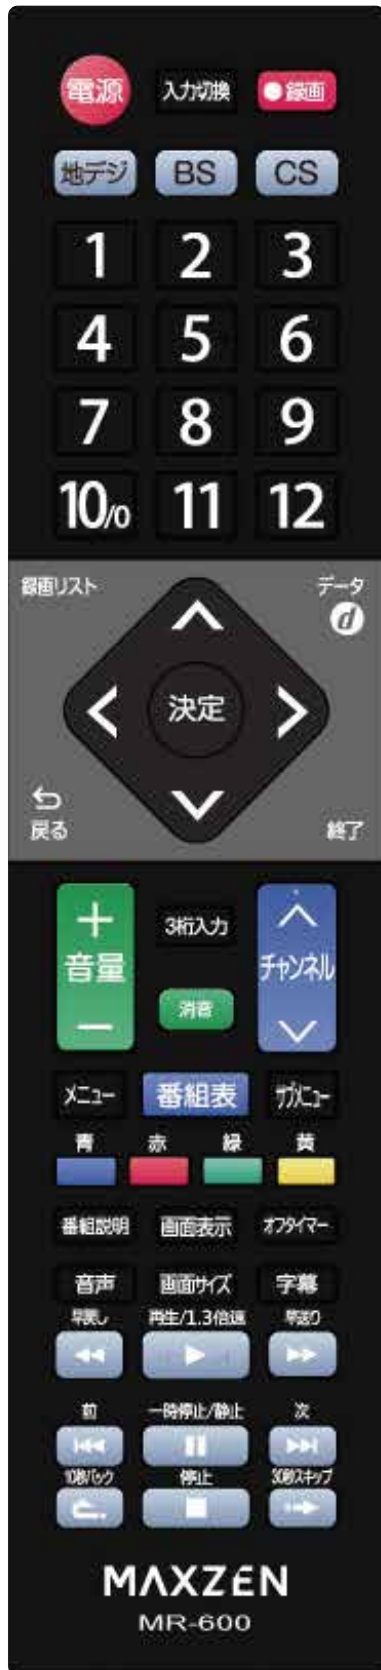 電源 入力切換 ●録画
地デジ BS CS
1 2 3
4 5 6
7 8 9
10/0 11 12
録画リスト データ
d
決定
戻る 終了
+ 3桁入力
音量 チャンネル
消音
−
メニュー 番組表 サブメニュー
青 赤 緑 黄
番組説明 画面表示 オフタイマー
音声 画面サイズ 字幕
早戻し 再生/1.3倍速 早送り
前 一時停止/静止 次
10秒バック 停止 30秒スキップ
MAXZEN
MR-600